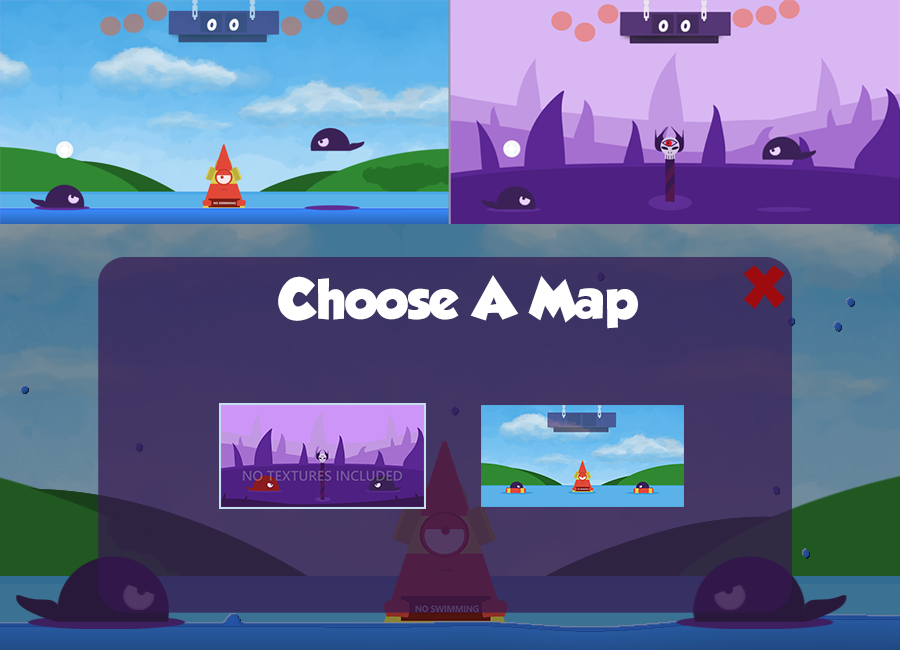 0 0
0 0
NO SWIMMING
Choose A Map
NO TEXTURES INCLUDED
NO SWIMMING